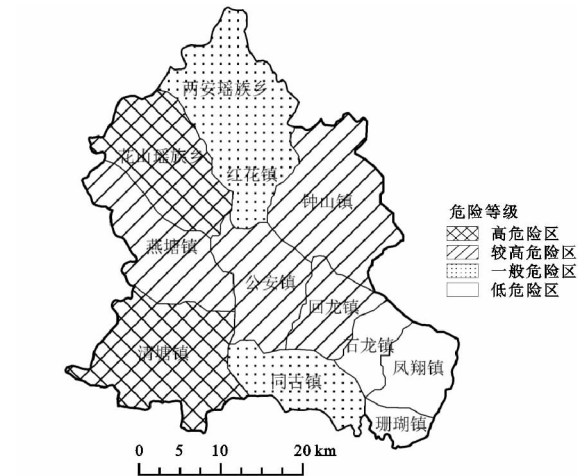 两安瑶族乡
花山瑶族乡
红花镇
钟山镇
燕塘镇
公安镇
回龙镇
石龙镇
清塘镇
凤翔镇
同古镇
珊瑚镇
危险等级
高危险区
较高危险区
一般危险区
低危险区
0 5 10 20 km